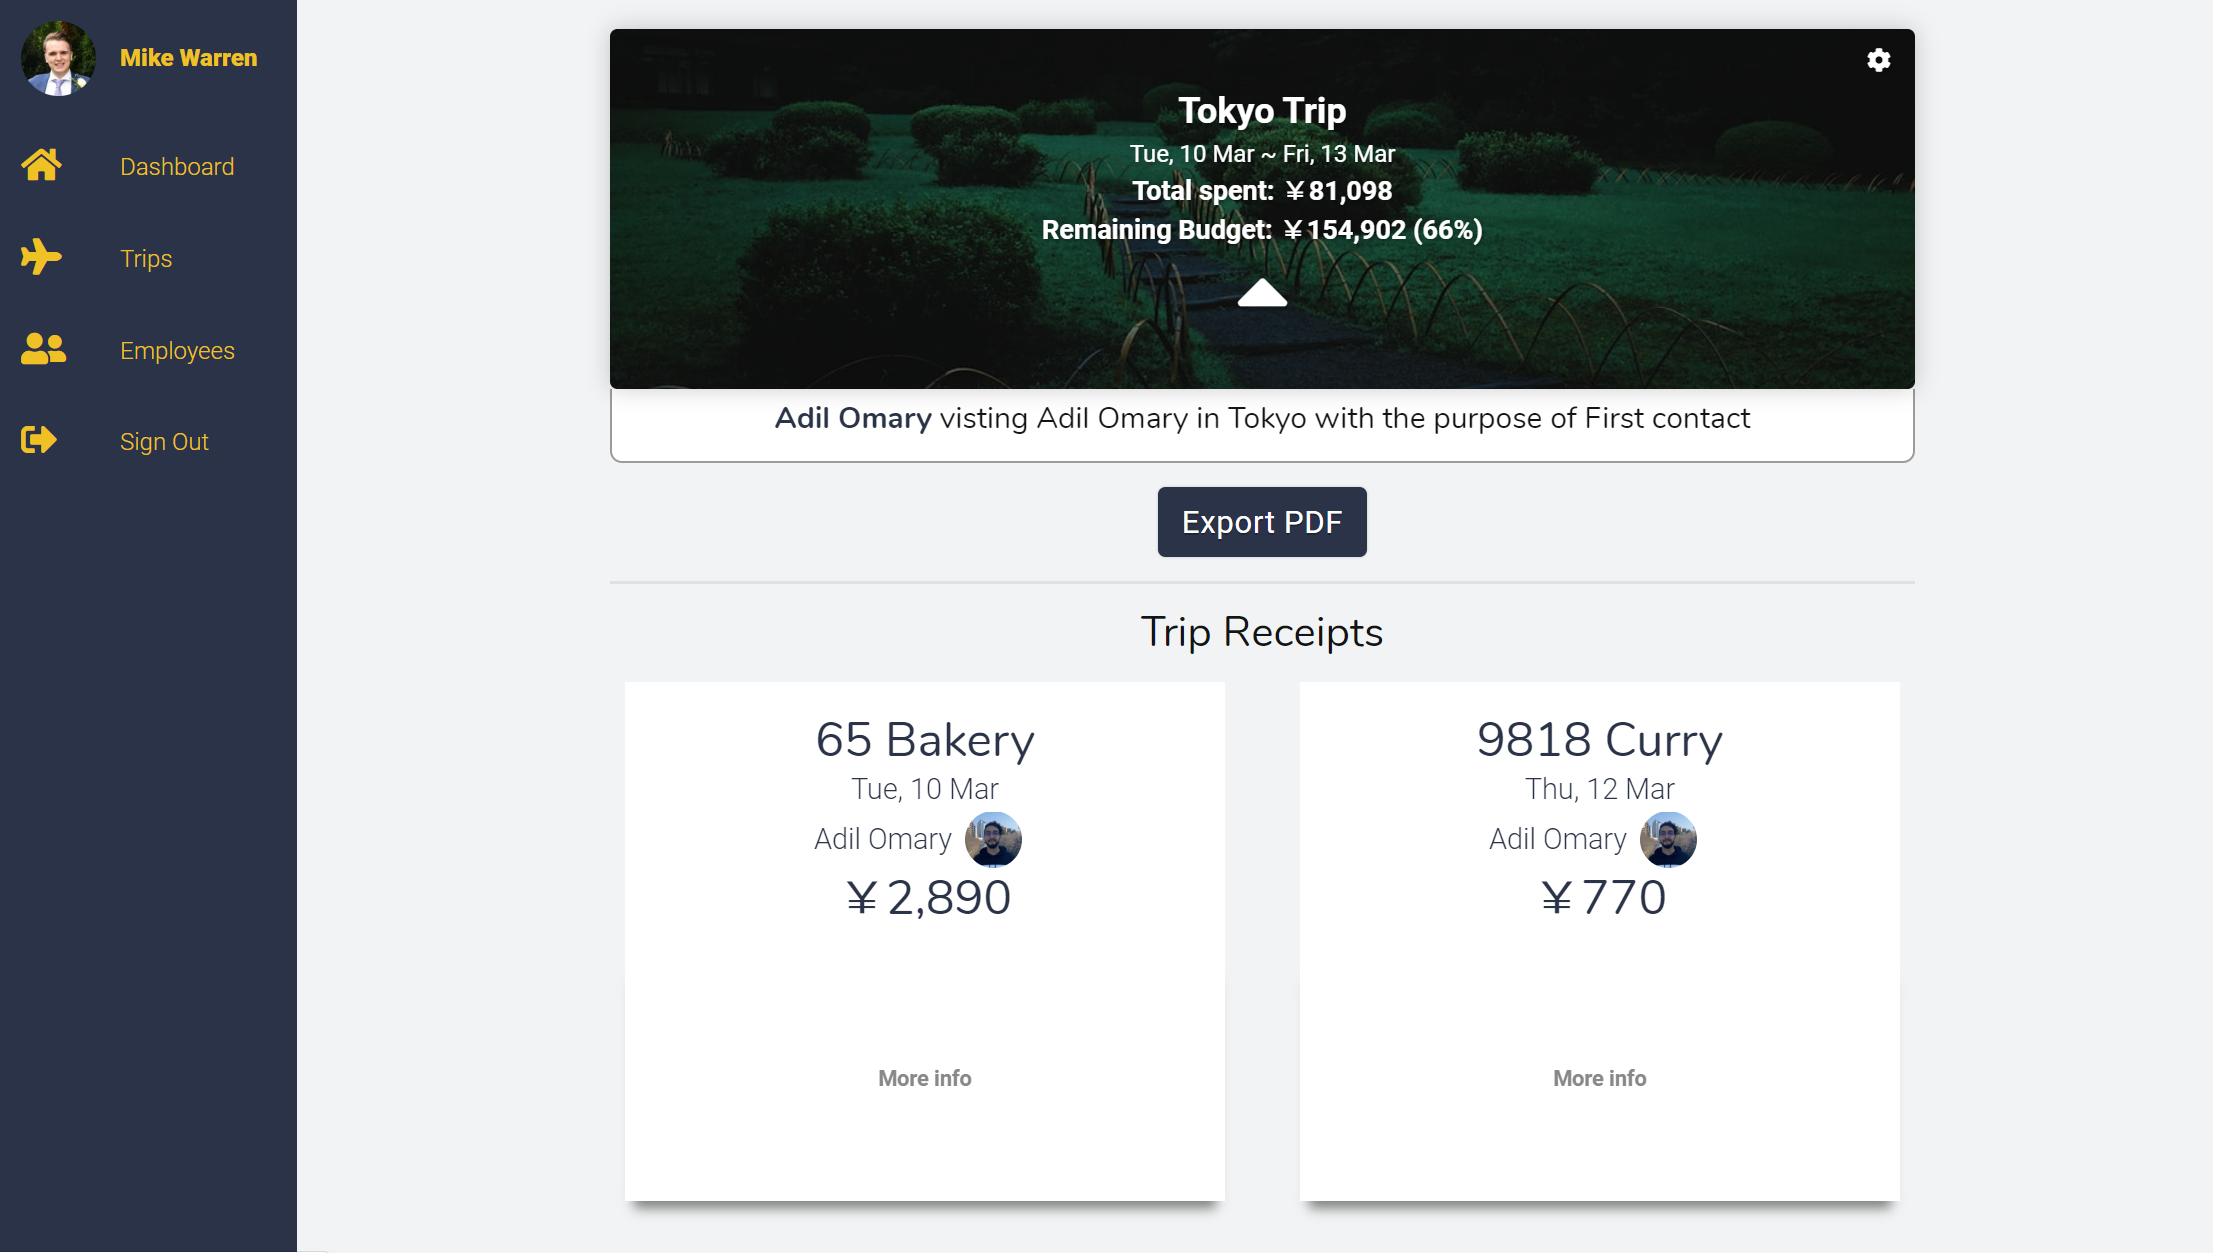 Mike Warren
Dashboard
Trips
Employees
Sign Out
Tokyo Trip
Tue, 10 Mar ~ Fri, 13 Mar
Total spent: ¥81,098
Remaining Budget: ¥154,902 (66%)
Adil Omary visting Adil Omary in Tokyo with the purpose of First contact
Export PDF
Trip Receipts
65 Bakery
Tue, 10 Mar
Adil Omary
¥2,890
More info
9818 Curry
Thu, 12 Mar
Adil Omary
¥770
More info